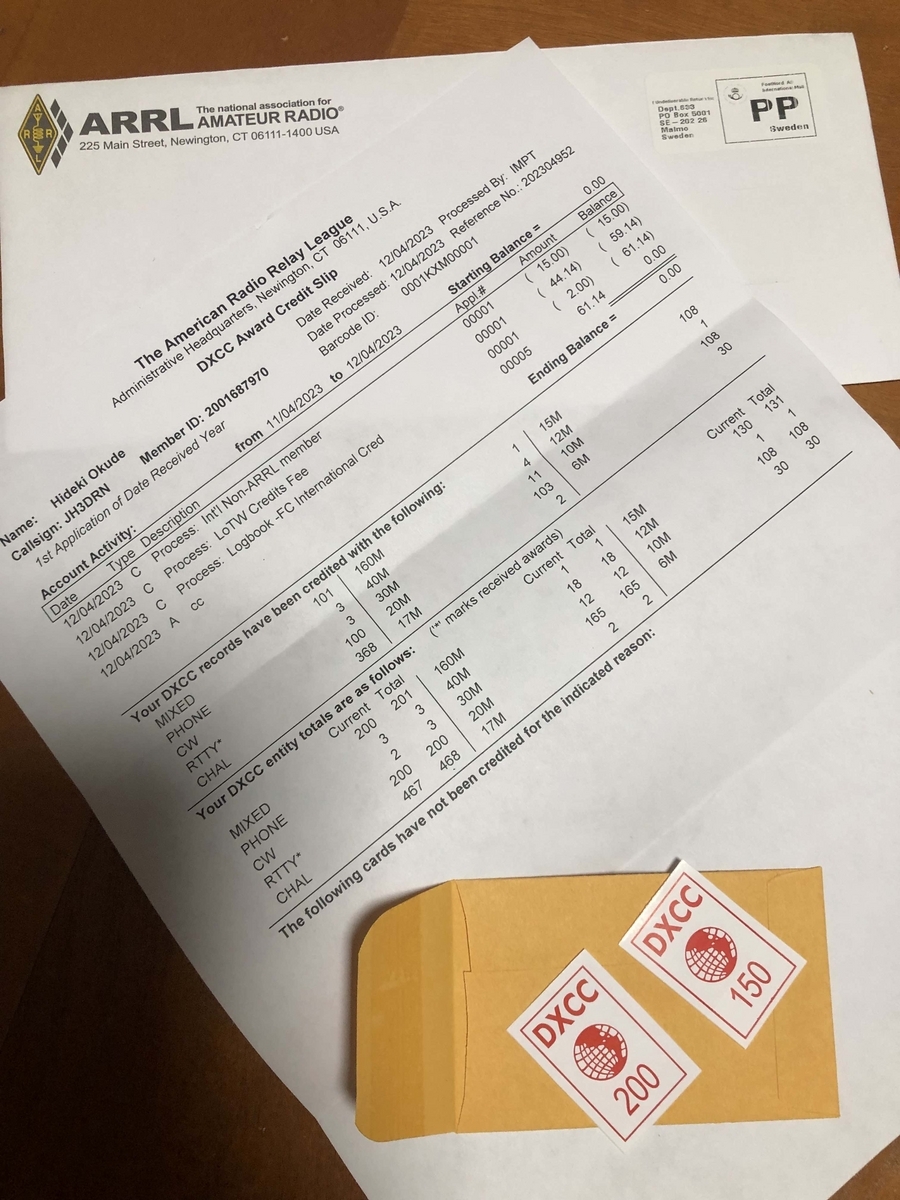 ARRL The national association for AMATEUR RADIO®
225 Main Street, Newington, CT 06111-1400 USA
Dept.833
PO Box 5001
SE – 202 26
Malmo
Sweden
International Mail
PP
Sweden
The American Radio Relay League
Administrative Headquarters, Newington, CT 06111, U.S.A.
DXCC Award Credit Slip
Date Received: 12/04/2023 Processed By: IMPT
Date Processed: 12/04/2023 Reference No.: 202304952
Barcode ID: 0001KXM00001
Name: Hideki Okude
Callsign: JH3DRN Member ID: 2001687970
1st Application of Date Received Year
Account Activity: from 11/04/2023 to 12/04/2023 Starting Balance = 0.00
Date Type Description Appl.# Amount Balance
12/04/2023 C Process: Int'l Non-ARRL member 00001 ( 15.00) ( 15.00)
12/04/2023 C Process: LoTW Credits Fee 00001 ( 44.14) ( 59.14)
12/04/2023 C Process: Logbook -FC International Cred 00001 ( 2.00) ( 61.14)
12/04/2023 A cc 00005 61.14 0.00
Ending Balance = 0.00
Your DXCC records have been credited with the following:
MIXED 101 160M 1 15M 108
PHONE 3 40M 4 12M 1
CW 30M 11 10M 108
RTTY* 100 20M 103 6M 30
CHAL 368 17M 2
Your DXCC entity totals are as follows: ('*' marks received awards)
Current Total Current Total Current Total
MIXED 200 201 160M 1 15M 130 131
PHONE 3 3 40M 18 18 12M 1 1
CW 2 3 30M 12 12 10M 108 108
RTTY* 200 200 20M 165 165 6M 30 30
CHAL 467 468 17M 2 2
The following cards have not been credited for the indicated reason:
DXCC
150
DXCC
200